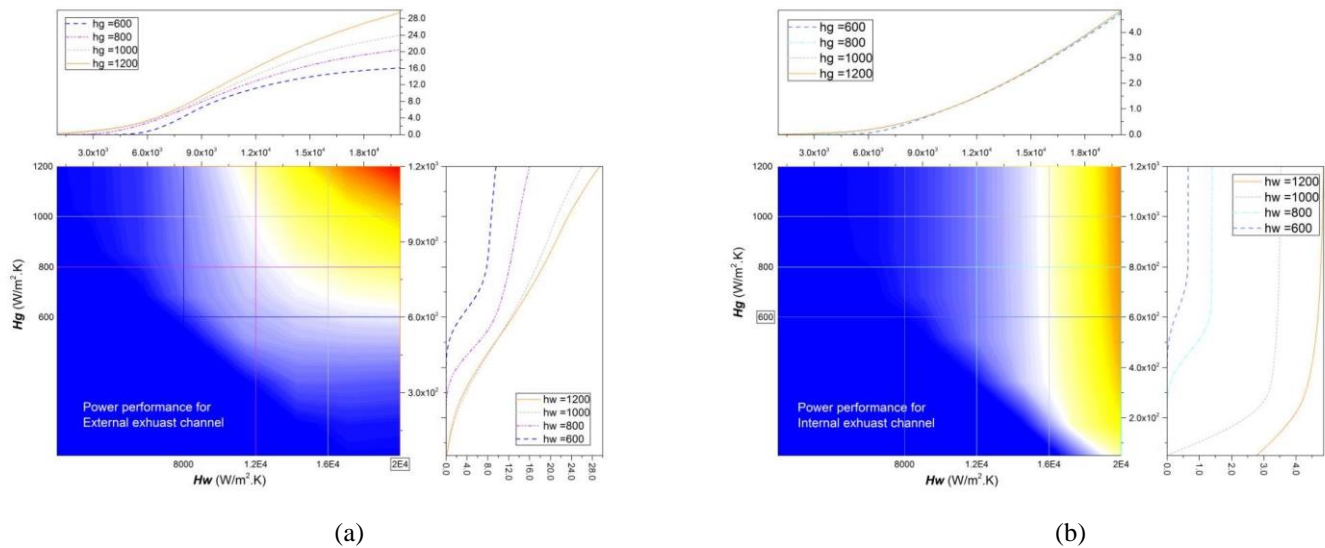 hg =600
hg =800
hg =1000
hg =1200
28.0
24.0
20.0
16.0
12.0
8.0
4.0
0.0
3.0x10³
6.0x10³
9.0x10³
1.2x10⁴
1.5x10⁴
1.8x10⁴
1200
1000
800
600
Hg (W/m².K)
Power performance for
External exhuast channel
8000
1.2E4
1.6E4
2E4
Hw (W/m².K)
1.2x10³
9.0x10²
6.0x10²
3.0x10²
hw =1200
hw =1000
hw =800
hw =600
0.0
4.0
8.0
12.0
16.0
20.0
24.0
28.0
(a)
hg =600
hg =800
hg =1000
hg =1200
4.0
3.0
2.0
1.0
0.0
3.0x10³
6.0x10³
9.0x10³
1.2x10⁴
1.5x10⁴
1.8x10⁴
1200
1000
800
600
Hg (W/m².K)
Power performance for
Internal exhuast channel
8000
1.2E4
1.6E4
2E4
Hw (W/m².K)
1.2x10³
1.0x10³
8.0x10²
6.0x10²
4.0x10²
2.0x10²
hw =1200
hw =1000
hw =800
hw =600
0.0
1.0
2.0
3.0
4.0
(b)